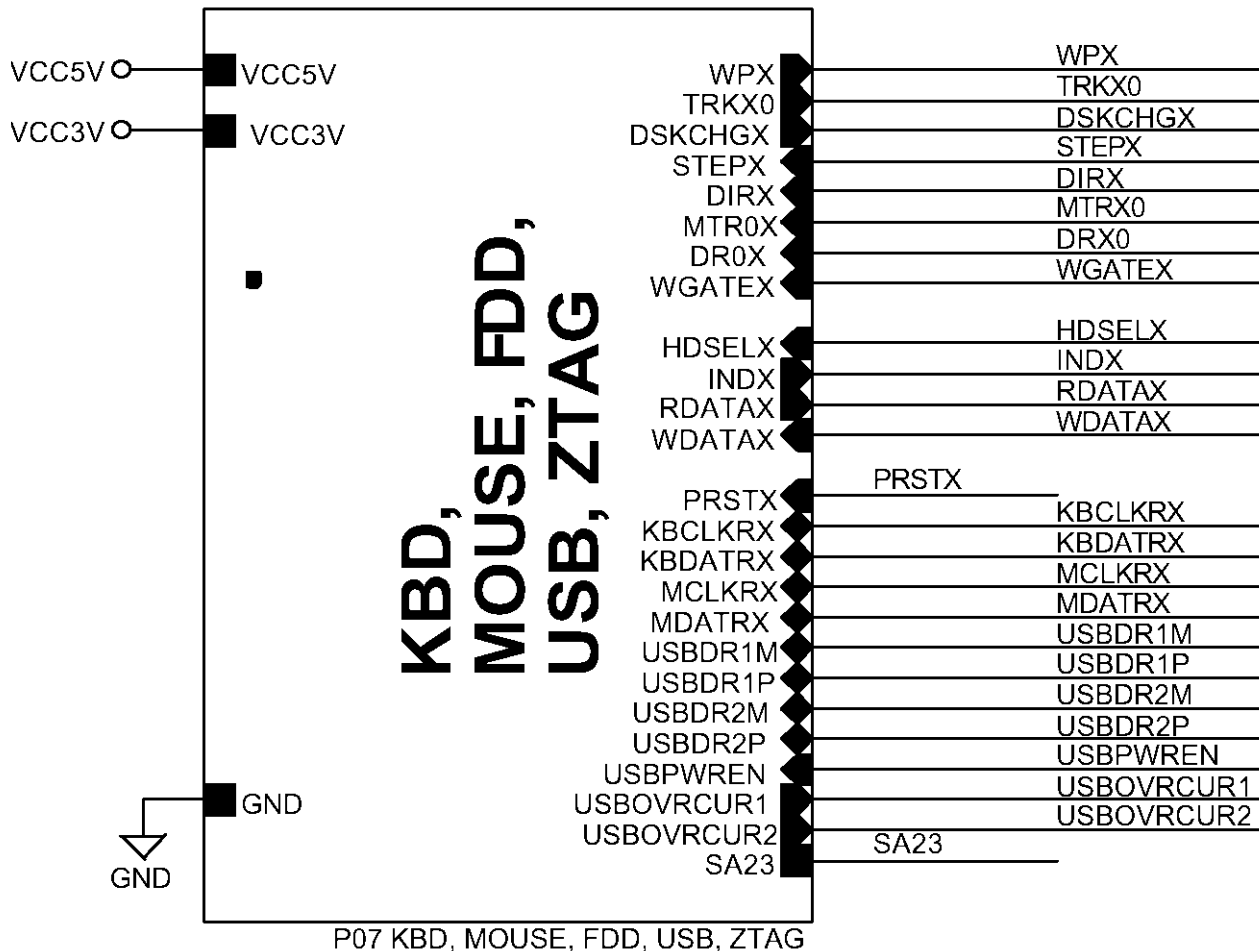 VCC5V
VCC3V
VCC5V
VCC3V
GND
GND
KBD,
MOUSE, FDD,
USB, ZTAG
WPX
TRKX0
DSKCHGX
STEPX
DIRX
MTR0X
DR0X
WGATEX
HDSELX
INDX
RDATAX
WDATAX
PRSTX
KBCLKRX
KBDATRX
MCLKRX
MDATRX
USBDR1M
USBDR1P
USBDR2M
USBDR2P
USBPWREN
USBOVRCUR1
USBOVRCUR2
SA23
WPX
TRKX0
DSKCHGX
STEPX
DIRX
MTRX0
DRX0
WGATEX
HDSELX
INDX
RDATAX
WDATAX
PRSTX
KBCLKRX
KBDATRX
MCLKRX
MDATRX
USBDR1M
USBDR1P
USBDR2M
USBDR2P
USBPWREN
USBOVRCUR1
USBOVRCUR2
SA23
P07 KBD, MOUSE, FDD, USB, ZTAG